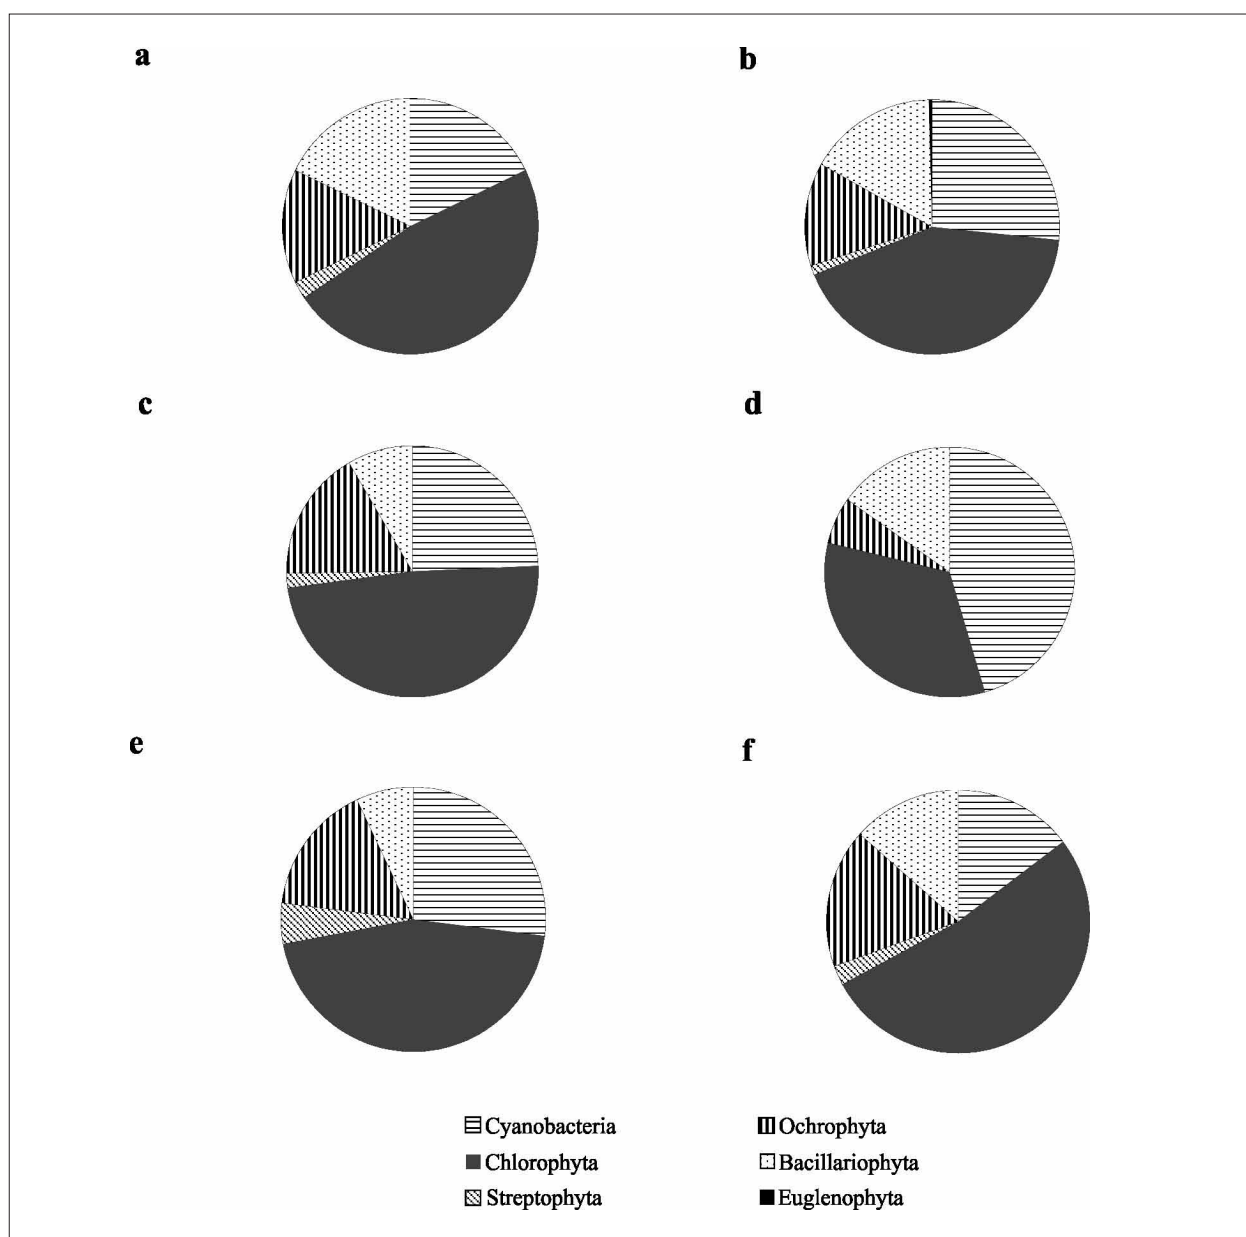 a
b
c
d
e
f
Cyanobacteria
Ochrophyta
Chlorophyta
Bacillariophyta
Streptophyta
Euglenophyta